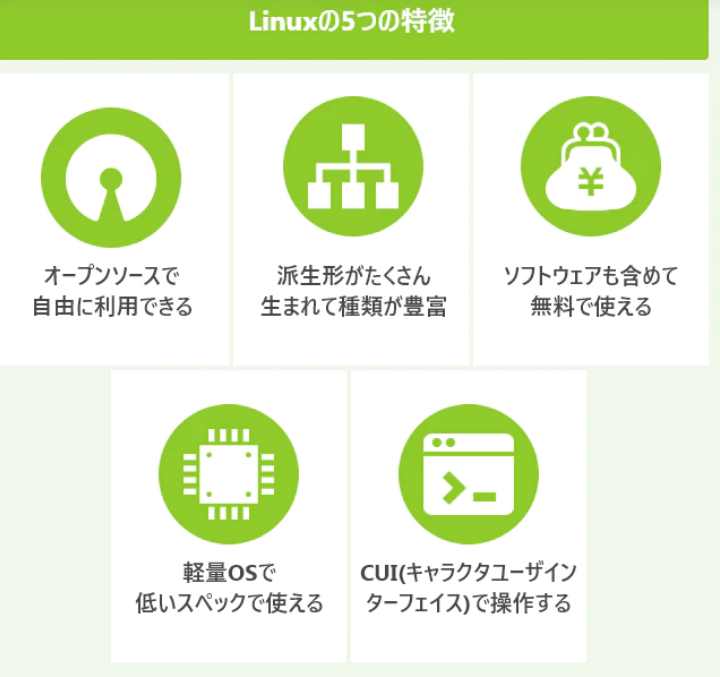 Linuxの5つの特徴
オープンソースで
自由に利用できる
派生形がたくさん
生まれて種類が豊富
¥
ソフトウェアも含めて
無料で使える
軽量OSで
低いスペックで使える
CUI(キャラクタユーザイン
ターフェイス)で操作する